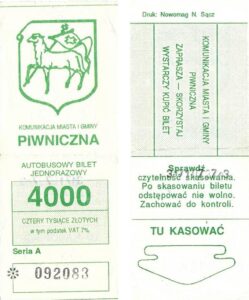 KOMUNIKACJA MIASTA I GMINY
PIWNICZNA
AUTOBUSOWY BILET
JEDNORAZOWY
4000
CZTERY TYSIĄCE ZŁOTYCH
w tym podatek VAT 7%
Seria A
092083
Druk: Nowomag N. Sącz
KOMUNIKACJA MIASTA I GMINY
PIWNICZNA
ZAPRASZA — SKORZYSTAJ
WYSTARCZY KUPIĆ BILET
Sprawdź
czytelność skasowania.
Po skasowaniu biletu
odstępować nie wolno.
Zachować do kontroli.
TU KASOWAĆ